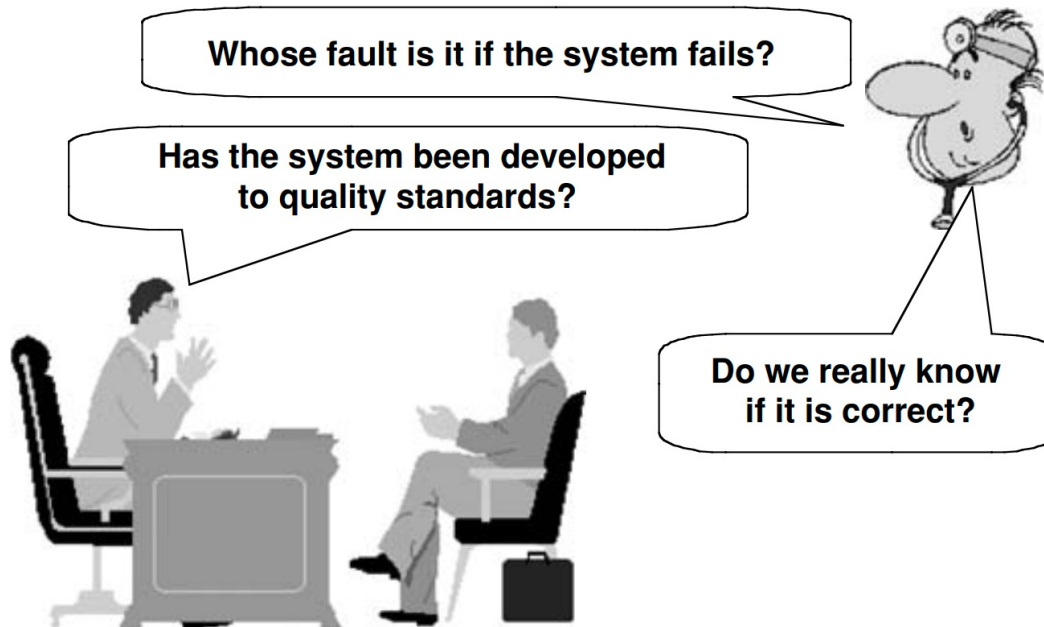 Whose fault is it if the system fails?
Has the system been developed
to quality standards?
Do we really know
if it is correct?